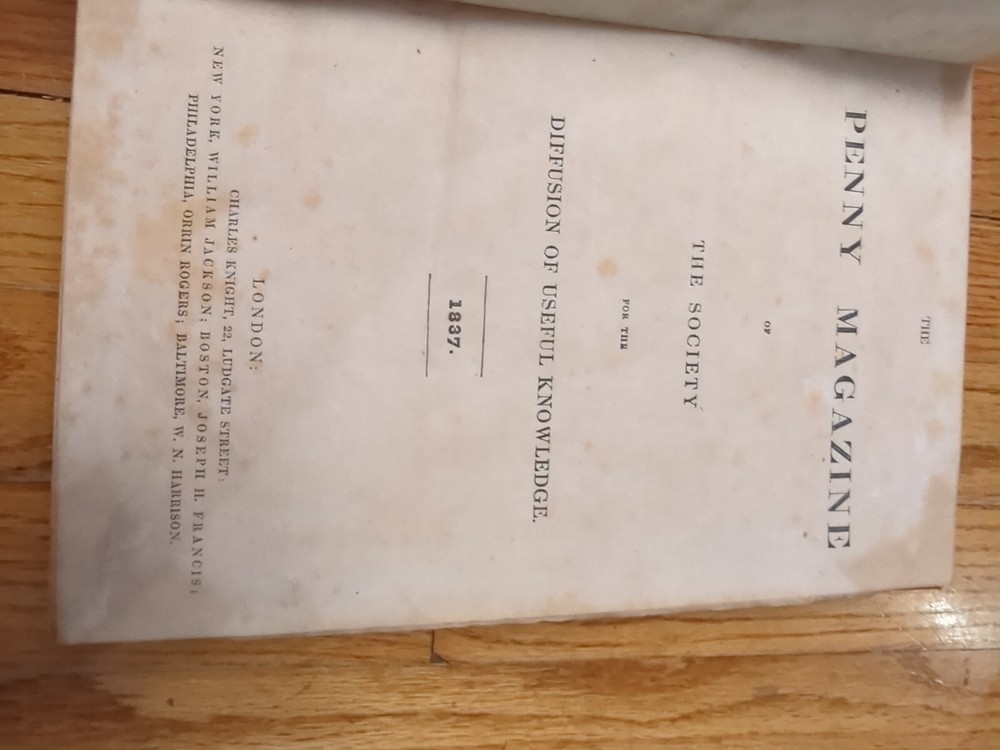 THE
PENNY MAGAZINE
OF
THE SOCIETY
FOR THE
DIFFUSION OF USEFUL KNOWLEDGE.
1837.
LONDON:
CHARLES KNIGHT, 22, LUDGATE STREET:
NEW YORK, WILLIAM JACKSON; BOSTON, JOSEPH H. FRANCIS;
PHILADELPHIA, ORRIN ROGERS; BALTIMORE, W. N. HARRISON.